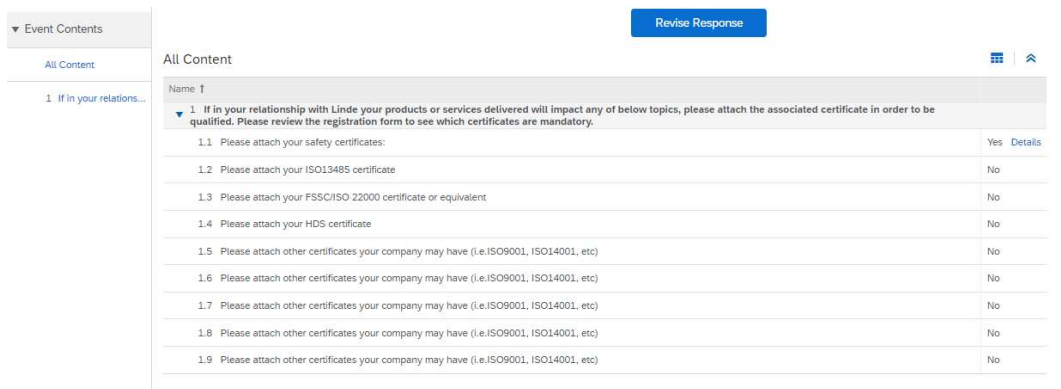 Revise Response
▼ Event Contents
All Content
1 If in your relations...
All Content
Name ↑
▼ 1 If in your relationship with Linde your products or services delivered will impact any of below topics, please attach the associated certificate in order to be
qualified. Please review the registration form to see which certificates are mandatory.
1.1 Please attach your safety certificates: Yes Details
1.2 Please attach your ISO13485 certificate No
1.3 Please attach your FSSC/ISO 22000 certificate or equivalent No
1.4 Please attach your HDS certificate No
1.5 Please attach other certificates your company may have (i.e.ISO9001, ISO14001, etc) No
1.6 Please attach other certificates your company may have (i.e.ISO9001, ISO14001, etc) No
1.7 Please attach other certificates your company may have (i.e.ISO9001, ISO14001, etc) No
1.8 Please attach other certificates your company may have (i.e.ISO9001, ISO14001, etc) No
1.9 Please attach other certificates your company may have (i.e.ISO9001, ISO14001, etc) No